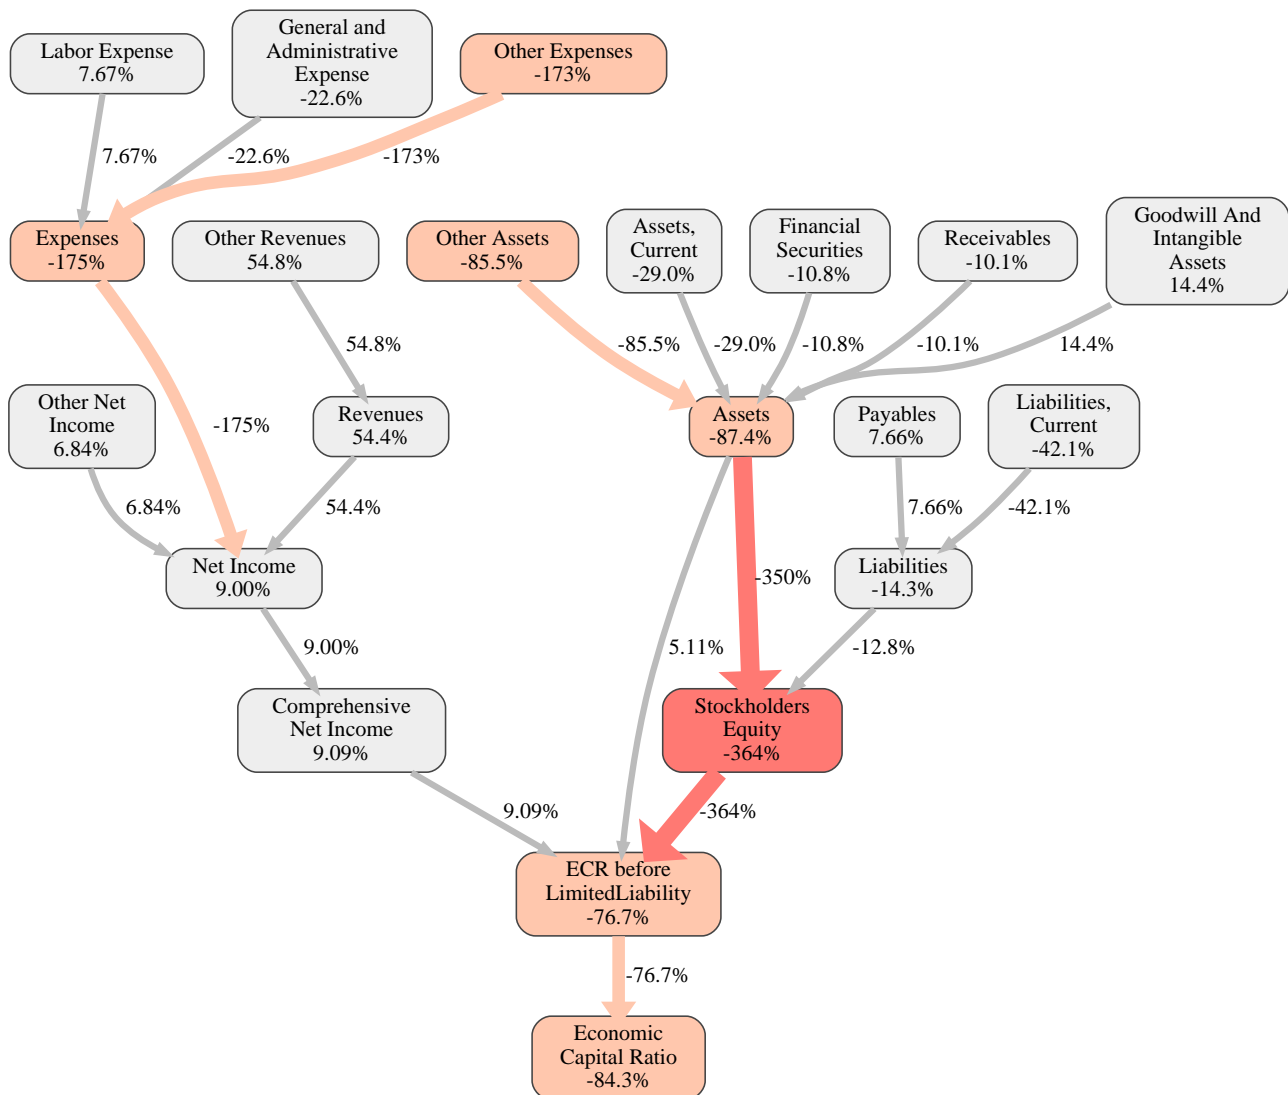 Labor Expense
7.67%
General and
Administrative
Expense
-22.6%
Other Expenses
-173%
7.67%
-22.6%
-173%
Expenses
-175%
Other Revenues
54.8%
Other Assets
-85.5%
Assets,
Current
-29.0%
Financial
Securities
-10.8%
Receivables
-10.1%
Goodwill And
Intangible
Assets
14.4%
54.8%
-85.5%
-29.0%
-10.8%
-10.1%
14.4%
Other Net
Income
6.84%
-175%
Revenues
54.4%
Assets
-87.4%
Payables
7.66%
Liabilities,
Current
-42.1%
6.84%
54.4%
7.66%
-42.1%
Net Income
9.00%
-350%
Liabilities
-14.3%
9.00%
5.11%
-12.8%
Comprehensive
Net Income
9.09%
Stockholders
Equity
-364%
9.09%
-364%
ECR before
LimitedLiability
-76.7%
-76.7%
Economic
Capital Ratio
-84.3%